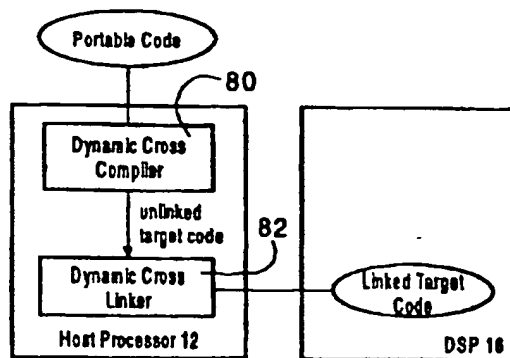 Portable Code
80
Dynamic Cross
Compiler
unlinked
target code
82
Dynamic Cross
Linker
Linked Target
Code
Host Processor 12
DSP 16